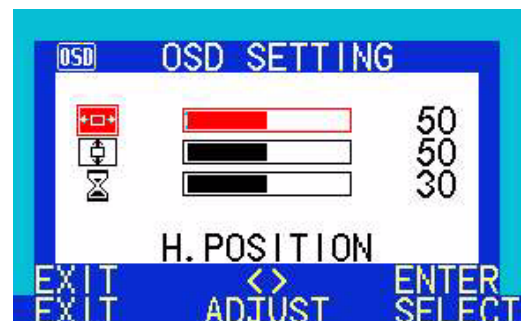 OSD OSD SETTING
50
50
30
H.POSITION
EXIT <> ENTER
EXIT ADJUST SELECT